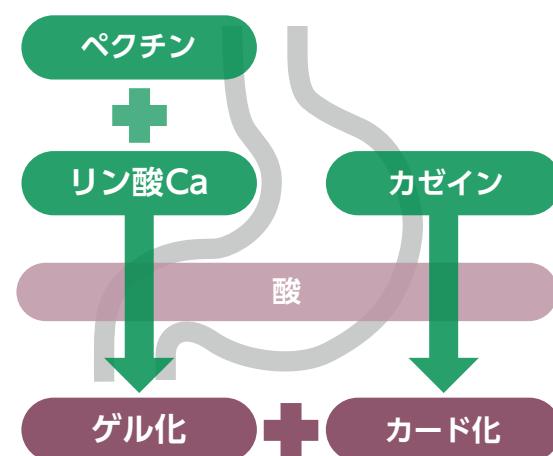 ペクチン
リン酸Ca
カゼイン
酸
ゲル化
カード化